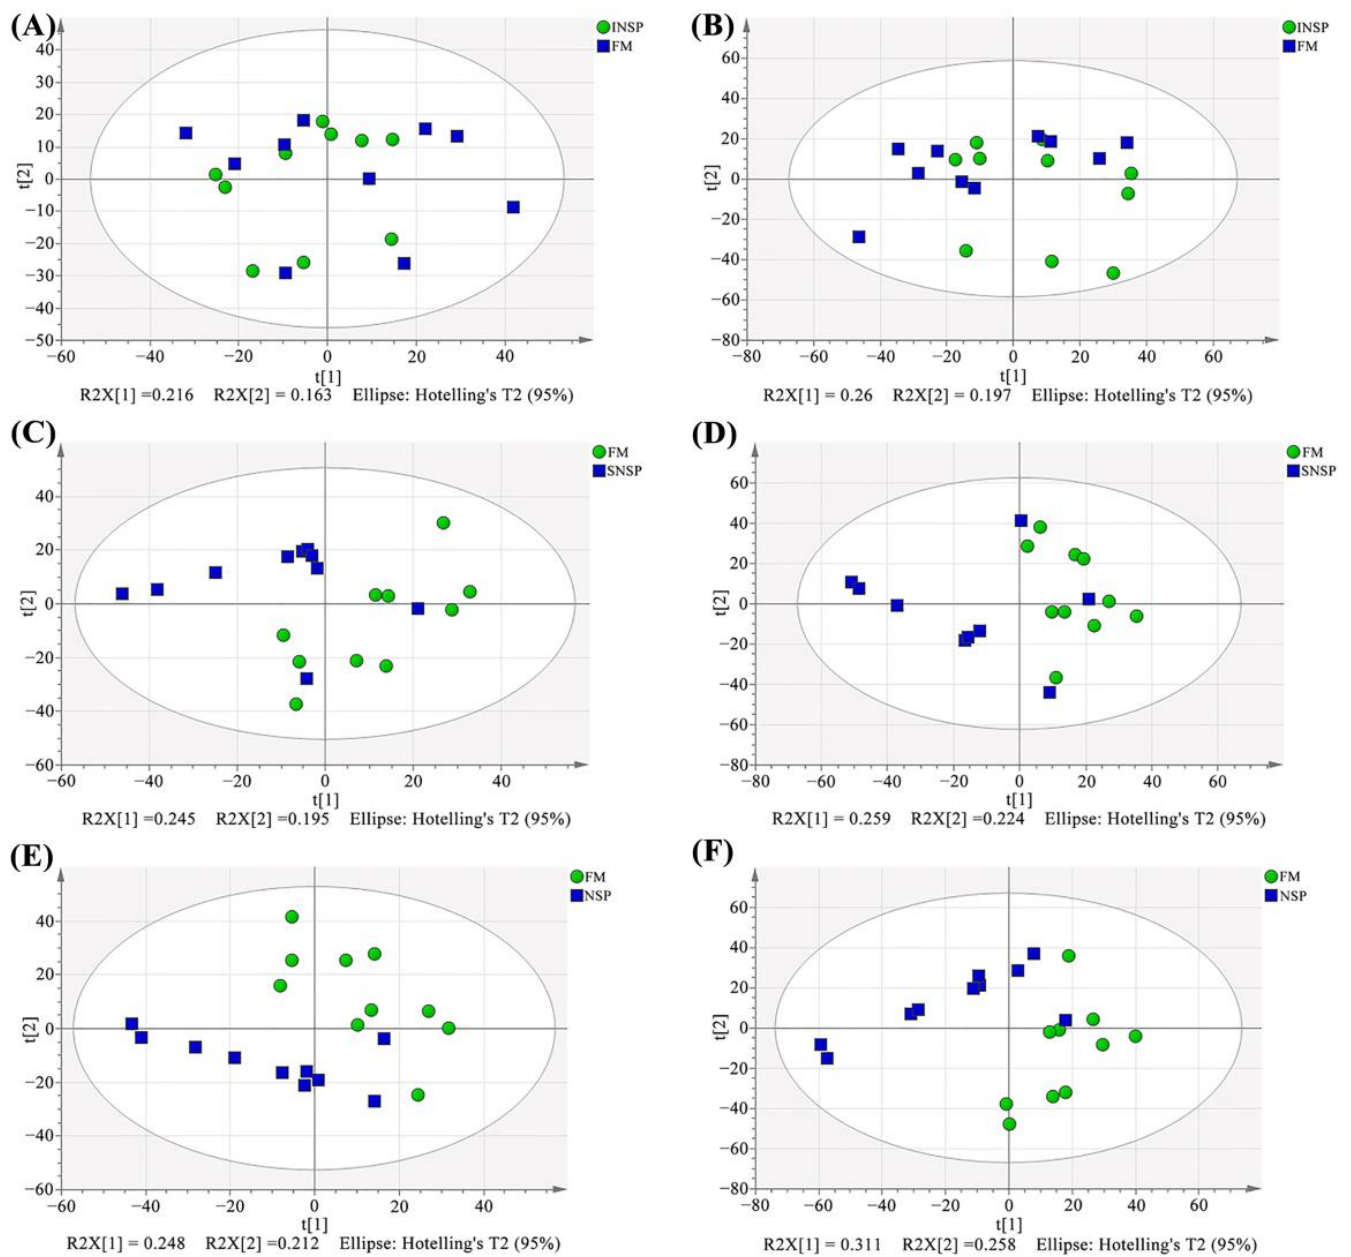 (A)
INSP
FM
40
30
20
10
0
−10
−20
−30
−40
−50
t[2]
−60 −40 −20 0 20 40
t[1]
R2X[1] =0.216 R2X[2] = 0.163 Ellipse: Hotelling's T2 (95%)
(B)
INSP
FM
60
40
20
0
−20
−40
−60
−80
t[2]
−80 −60 −40 −20 0 20 40 60
t[1]
R2X[1] = 0.26 R2X[2] = 0.197 Ellipse: Hotelling's T2 (95%)
(C)
FM
SNSP
40
20
0
−20
−40
−60
t[2]
−60 −40 −20 0 20 40
t[1]
R2X[1] =0.245 R2X[2] =0.195 Ellipse: Hotelling's T2 (95%)
(D)
FM
SNSP
60
40
20
0
−20
−40
−60
−80
t[2]
−80 −60 −40 −20 0 20 40 60
t[1]
R2X[1] = 0.259 R2X[2] =0.224 Ellipse: Hotelling's T2 (95%)
(E)
FM
NSP
40
20
0
−20
−40
−60
t[2]
−60 −40 −20 0 20 40
t[1]
R2X[1] = 0.248 R2X[2] =0.212 Ellipse: Hotelling's T2 (95%)
(F)
FM
NSP
60
40
20
0
−20
−40
−60
−80
t[2]
−80 −60 −40 −20 0 20 40 60
t[1]
R2X[1] = 0.311 R2X[2] =0.258 Ellipse: Hotelling's T2 (95%)